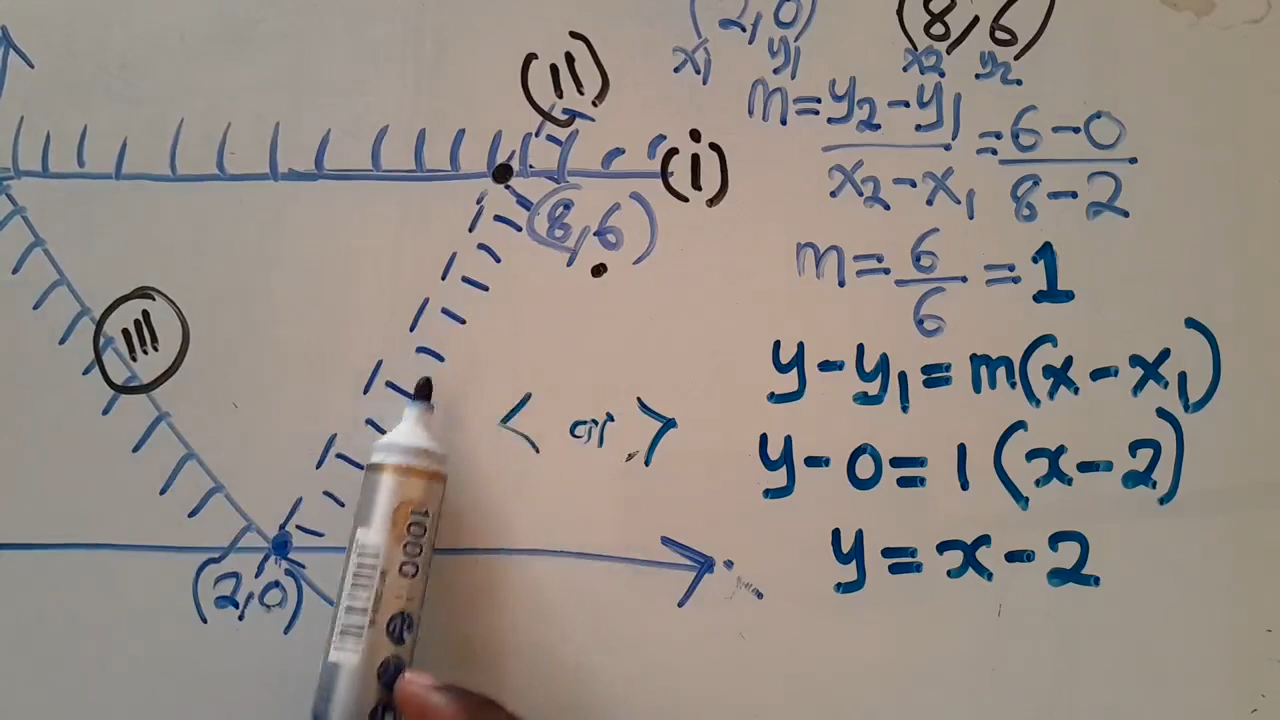 (2,0) (8,6)
x₁ y₁ x₂ y₂
(ii)
m=y₂-y₁/x₂-x₁=6-0/8-2
(i)
(8,6)
m=6/6=1
iii
y-y₁=m(x-x₁)
< or >
y-0=1(x-2)
1000
y=x-2
(2,0)